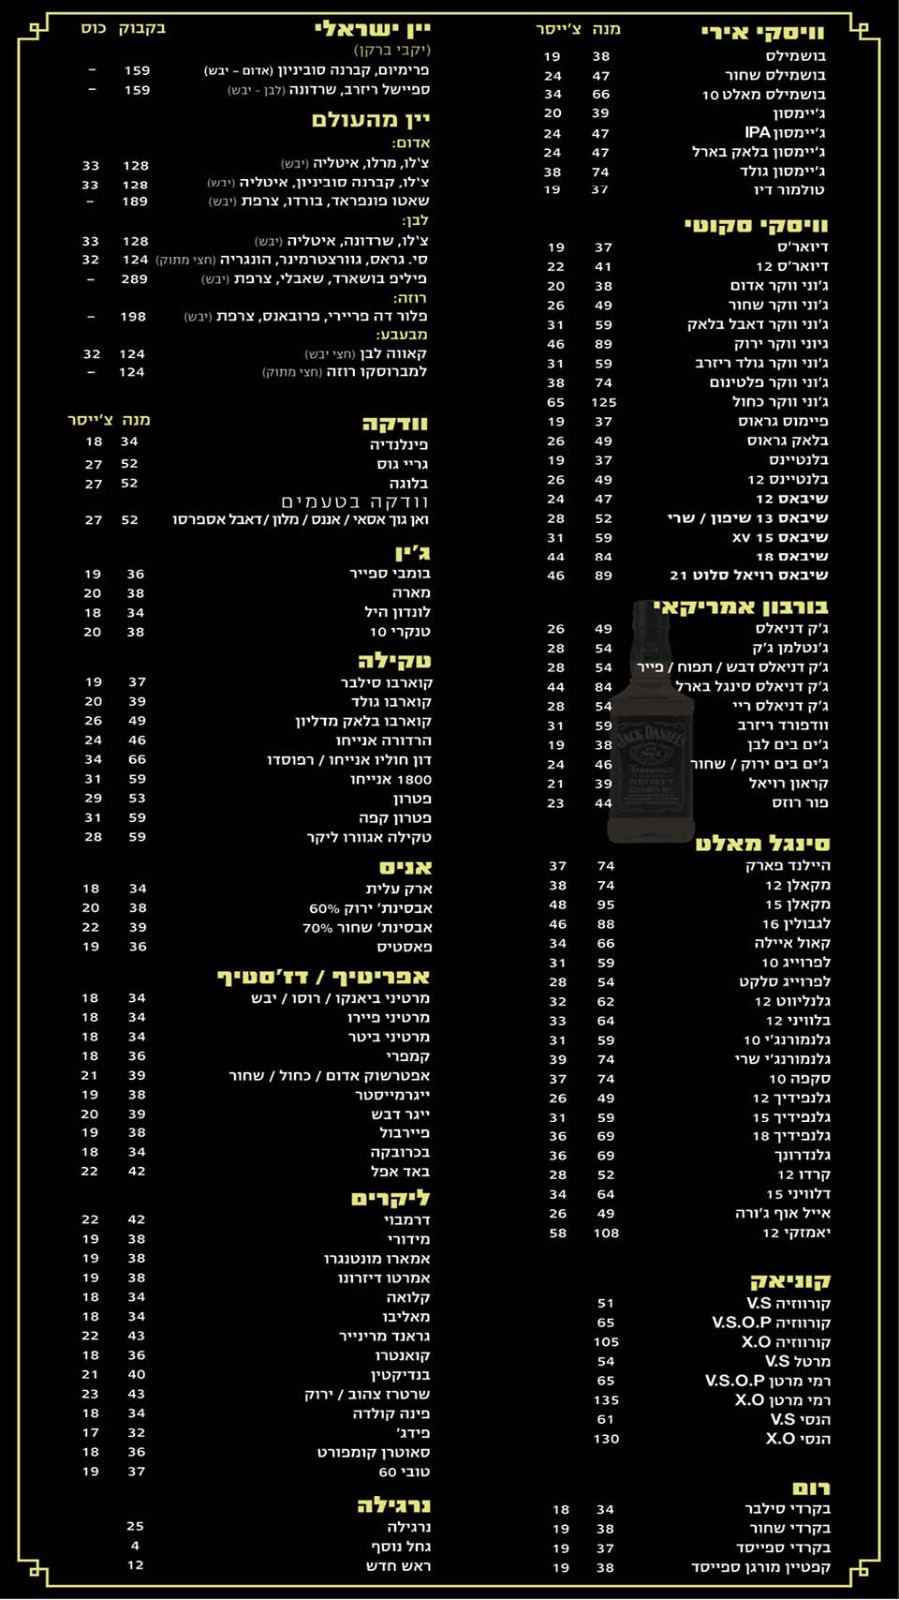 וויסקי אירי מנה צ'ייסר
בושמילס 38 19
בושמילס שחור 47 24
בושמילס מאלט 10 66 34
ג'יימסון 39 20
ג'יימסון IPA 47 24
ג'יימסון בלאק בארל 47 24
ג'יימסון גולד 74 38
טולמור דיו 37 19
וויסקי סקוטי
דיואר'ס 37 19
דיואר'ס 12 41 22
ג'וני ווקר אדום 38 20
ג'וני ווקר שחור 49 26
ג'וני ווקר דאבל בלאק 59 31
גיוני ווקר ירוק 89 46
ג'וני ווקר גולד ריזרב 59 31
ג'וני ווקר פלטינום 74 38
ג'וני ווקר כחול 125 65
פיימוס גראוס 37 19
בלאק גראוס 49 26
בלנטיינס 37 19
בלנטיינס 12 49 26
שיבאס 12 47 24
שיבאס 13 שיפון / שרי 52 28
שיבאס 15 XV 59 31
שיבאס 18 84 44
שיבאס רויאל סלוט 21 89 46
בורבון אמריקאי
ג'ק דניאלס 49 26
ג'נטלמן ג'ק 54 28
ג'ק דניאלס דבש / תפוח / פייר 54 28
ג'ק דניאלס סינגל בארל 84 44
ג'ק דניאלס ריי 54 28
וודפורד ריזרב 59 31
ג'ים בים לבן 38 19
ג'ים בים ירוק / שחור 46 24
קראון רויאל 39 21
פור רוזס 44 23
JACK DANIEL'S
Tennessee
WHISKEY
סינגל מאלט
היילנד פארק 74 37
מקאלן 12 74 38
מקאלן 15 95 48
לגבולין 16 88 46
קאול איילה 66 34
לפרוייג 10 59 31
לפרוייג סלקט 54 28
גלנליווט 12 62 32
בלוויני 12 64 33
גלנמורנג'י 10 59 31
גלנמורנג'י שרי 74 39
סקפה 10 74 37
גלנפידיך 12 49 26
גלנפידיך 15 59 31
גלנפידיך 18 69 36
גלנדרונך 69 36
קרדו 12 52 28
דלוויני 15 64 34
אייל אוף ג'ורה 49 26
יאמזקי 12 108 58
קוניאק
קורווזיה V.S 51
קורווזיה V.S.O.P 65
קורווזיה X.O 105
מרטל V.S 54
רמי מרטן V.S.O.P 65
רמי מרטן X.O 135
הנסי V.S 61
הנסי X.O 130
רום
בקרדי סילבר 34 18
בקרדי שחור 38 19
בקרדי ספייסד 37 19
קפטיין מורגן ספייסד 38 19
יין ישראלי בקבוק כוס
(יקבי ברקן)
פרימיום, קברנה סוביניון (אדום - יבש) 159 –
ספיישל ריזרב, שרדונה (לבן - יבש) 159 –
יין מהעולם
אדום:
צ'לו, מרלו, איטליה (יבש) 128 33
צ'לו, קברנה סוביניון, איטליה (יבש) 128 33
שאטו פונפראד, בורדו, צרפת (יבש) 189 –
לבן:
צ'לו, שרדונה, איטליה (יבש) 128 33
סי. גראס, גוורצטרמינר, הונגריה (חצי מתוק) 124 32
פיליפ בושארד, שאבלי, צרפת (יבש) 289 –
רוזה:
פלור דה פריירי, פרובאנס, צרפת (יבש) 198 –
מבעבע:
קאווה לבן (חצי יבש) 124 32
למברוסקו רוזה (חצי מתוק) 124 –
וודקה מנה צ'ייסר
פינלנדיה 34 18
גריי גוס 52 27
בלוגה 52 27
וודקה בטעמים
ואן גוך אסאי / אננס / מלון /דאבל אספרסו 52 27
ג'ין
בומבי ספייר 36 19
מארה 38 20
לונדון היל 34 18
טנקרי 10 38 20
טקילה
קוארבו סילבר 37 19
קוארבו גולד 39 20
קוארבו בלאק מדליון 49 26
הרדורה אנייחו 46 24
דון חוליו אנייחו / רפוסדו 66 34
1800 אנייחו 59 31
פטרון 53 29
פטרון קפה 59 31
טקילה אגוורו ליקר 59 28
אניס
ארק עלית 34 18
אבסינת' ירוק 60% 38 20
אבסינת' שחור 70% 39 22
פאסטיס 36 19
אפריטיף / דז'סטיף
מרטיני ביאנקו / רוסו / יבש 34 18
מרטיני פיירו 34 18
מרטיני ביטר 34 18
קמפרי 36 18
אפטרשוק אדום / כחול / שחור 39 21
ייגרמייסטר 38 19
ייגר דבש 39 20
פיירבול 38 19
בכרובקה 34 18
באד אפל 42 22
ליקרים
דרמבוי 42 22
מידורי 38 19
אמארו מונטנגרו 38 19
אמרטו דיזרונו 38 19
קלואה 34 18
מאליבו 34 18
גראנד מרינייר 43 22
קואנטרו 36 18
בנדיקטין 40 21
שרטרז צהוב / ירוק 43 23
פינה קולדה 34 18
פידג' 32 17
סאוטרן קומפורט 36 18
טובי 60 37 19
נרגילה
נרגילה 25
גחל נוסף 4
ראש חדש 12